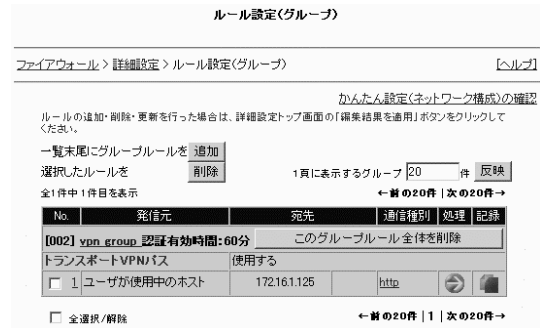 ルール設定(グループ)
ファイアウォール > 詳細設定 > ルール設定(グループ) [ヘルプ]
かんたん設定(ネットワーク構成)の確認
ルールの追加・削除・更新を行った場合は、詳細設定トップ画面の「編集結果を適用」ボタンをクリックして
ください。
一覧末尾にグループルールを 追加
選択したルールを 削除 1頁に表示するグループ 20 件 反映
全1件中 1件目を表示 ←前の20件 | 次の20件→
No. 発信元 宛先 通信種別 処理 記録
[002] vpn group 認証有効時間:60分 このグループルール全体を削除
トランスポートVPNパス 使用する
1 ユーザが使用中のホスト 172.16.1.125 http
全選択/解除 ←前の20件 | 1 | 次の20件→